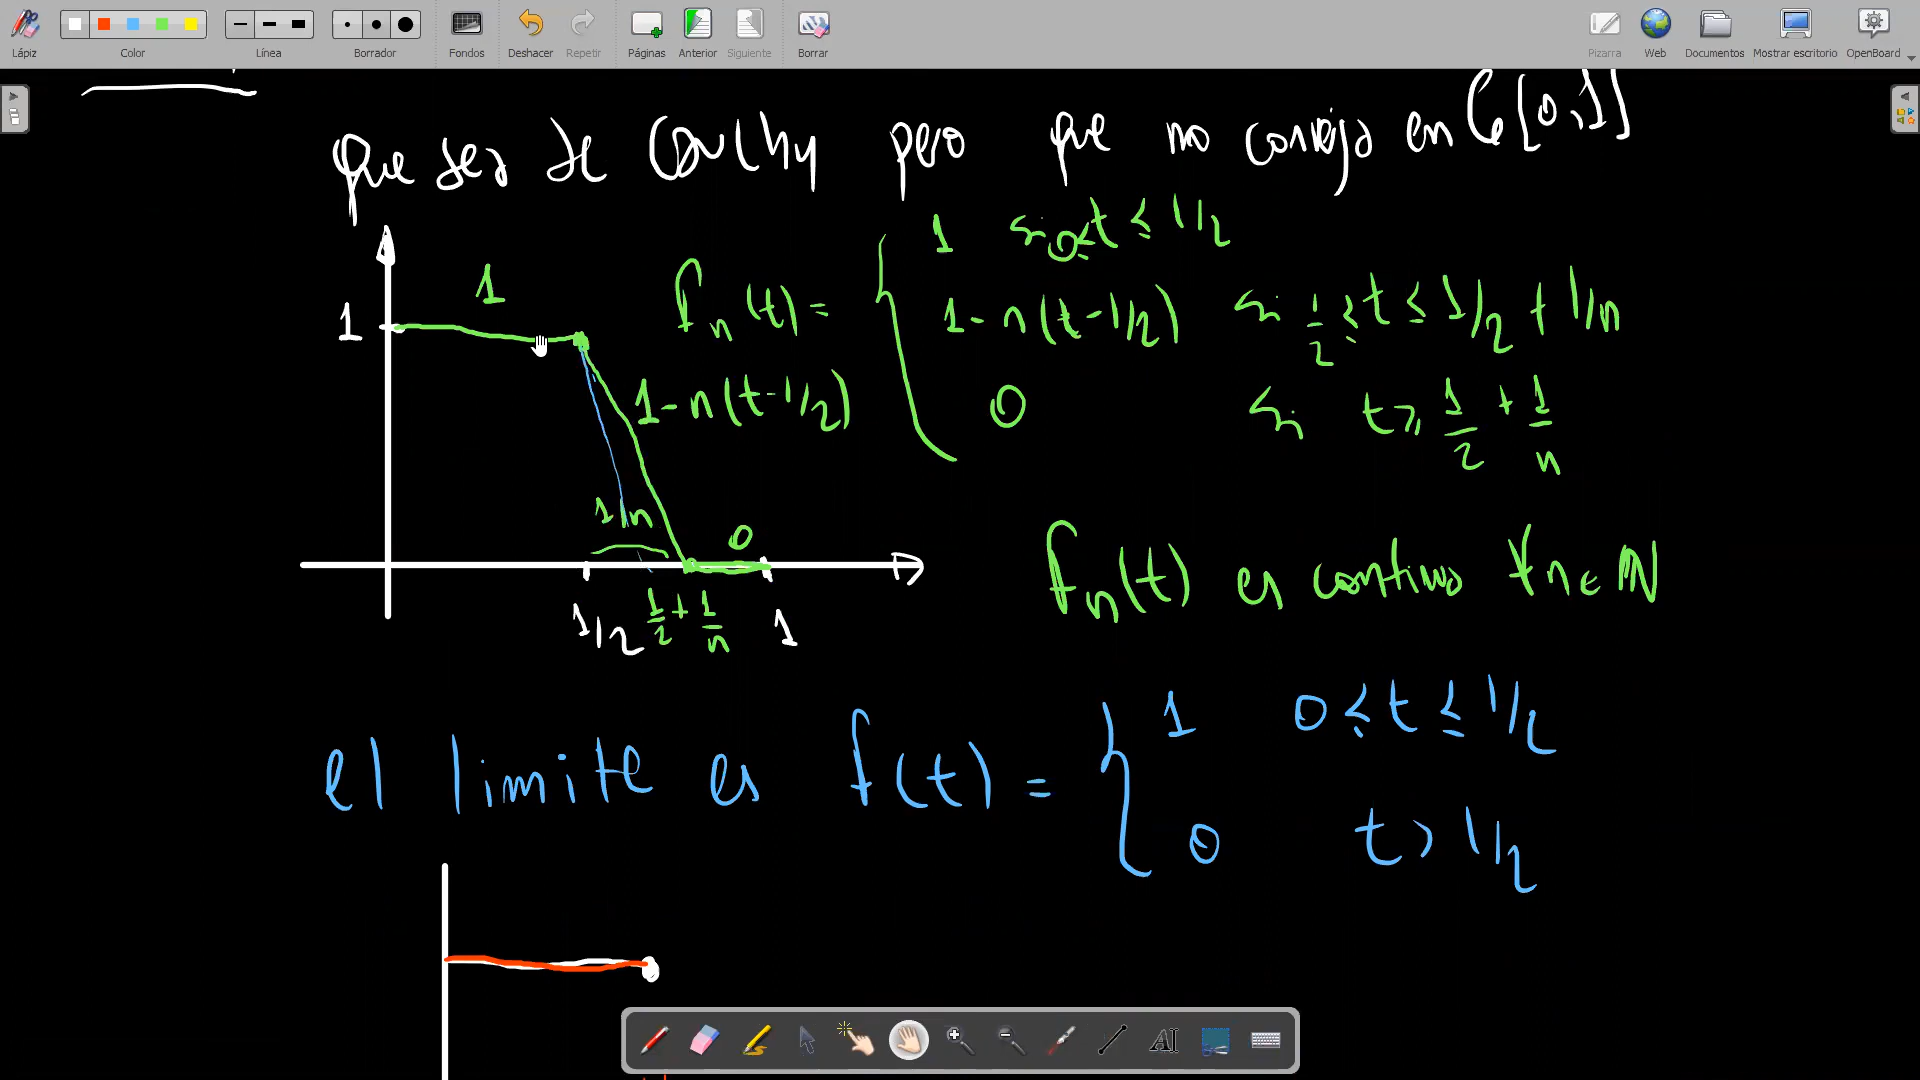 Lápiz Color Línea Borrador Fondos Deshacer Repetir Páginas Anterior Siguiente Borrar Pizarra Web Documentos Mostrar escritorio OpenBoard
que sea de Cauchy pero que no converja en C[0,1]
1 si 0≤t ≤ 1/2
1
1
fn(t) = 1-n(t-1/2) si 1/2 ≤ t ≤ 1/2 + 1/n
1-n(t-1/2)
0 si t ≥ 1/2 + 1/n
1/n
0
1/2
1/2 + 1/n
1
fn(t) es continuo ∀n∈ℕ
el limite es f(t) = 1 0 ≤ t ≤ 1/2
0 t > 1/2